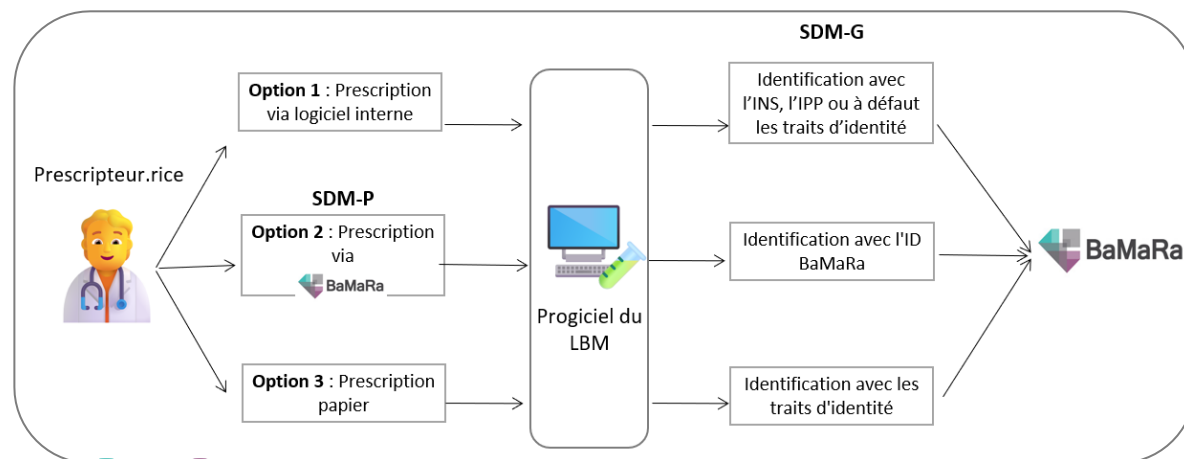 SDM-G
Option 1 : Prescription
via logiciel interne
Identification avec
l’INS, l’IPP ou à défaut
les traits d’identité
Prescripteur.rice
SDM-P
Option 2 : Prescription
via
BaMaRa
Progiciel du
LBM
Identification avec l'ID
BaMaRa
BaMaRa
Option 3 : Prescription
papier
Identification avec les
traits d'identité